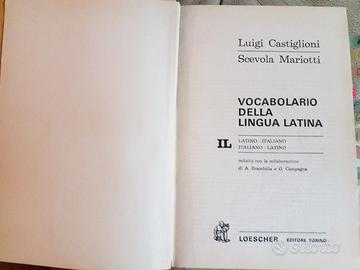 Luigi Castiglioni
Scevola Mariotti
VOCABOLARIO
DELLA
LINGUA LATINA
IL
LATINO - ITALIANO
ITALIANO - LATINO
redatto con la collaborazione
di A. Brambilla e G. Campagna
LOESCHER EDITORE TORINO
subito